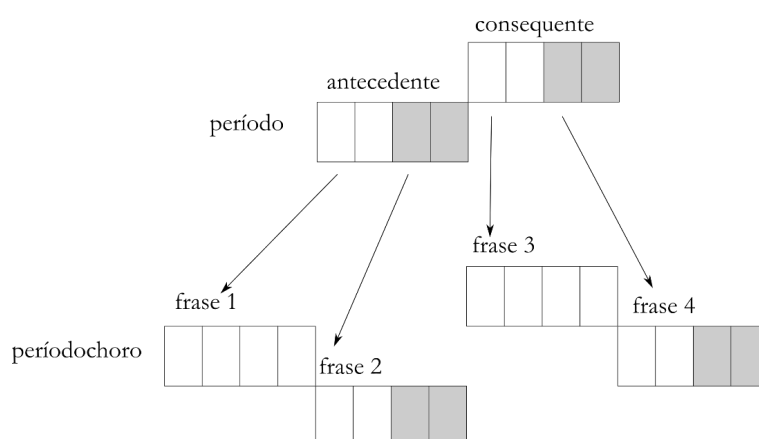 consequente
antecedente
período
frase 3
frase 1
frase 4
períodochoro
frase 2